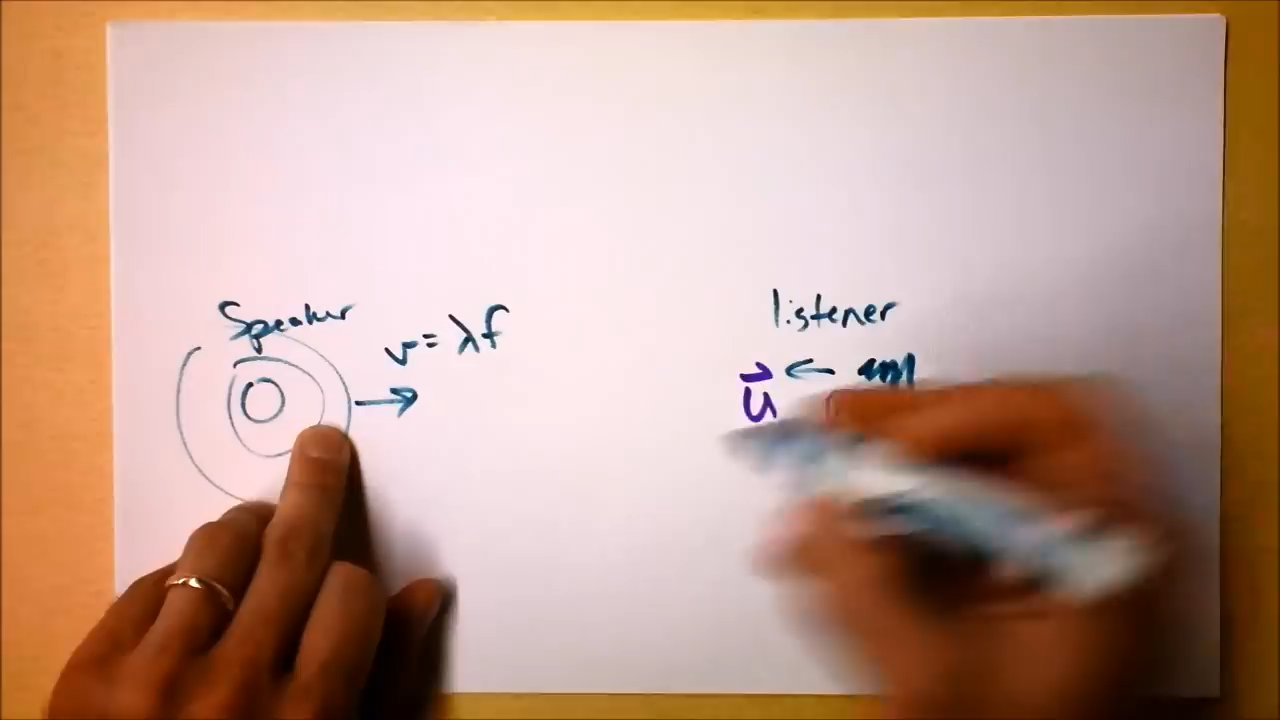 Speaker
v = λf
listener
u⃗ ←